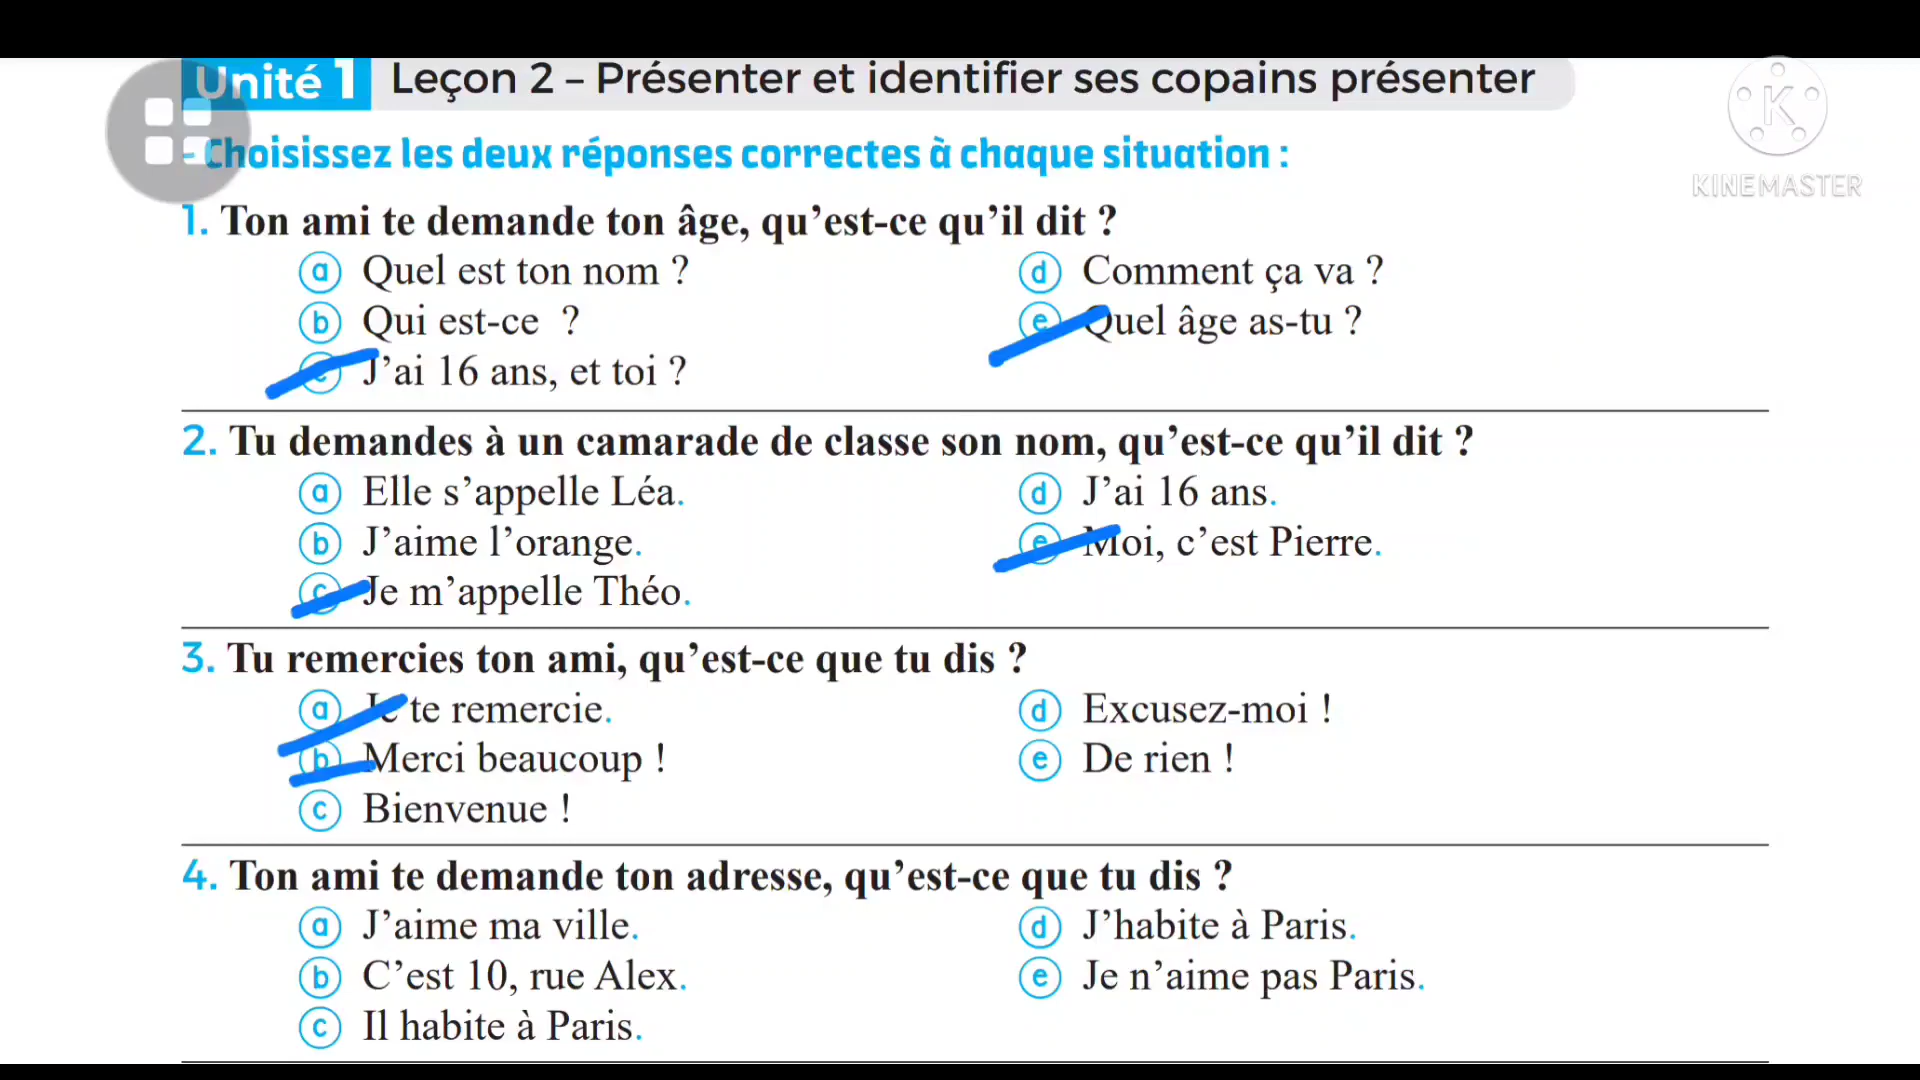 Unité 1 Leçon 2 – Présenter et identifier ses copains présenter
- Choisissez les deux réponses correctes à chaque situation :
K
KINEMASTER
1. Ton ami te demande ton âge, qu’est-ce qu’il dit ?
a Quel est ton nom ?
d Comment ça va ?
b Qui est-ce ?
e Quel âge as-tu ?
c J’ai 16 ans, et toi ?
2. Tu demandes à un camarade de classe son nom, qu’est-ce qu’il dit ?
a Elle s’appelle Léa.
d J’ai 16 ans.
b J’aime l’orange.
e Moi, c’est Pierre.
c Je m’appelle Théo.
3. Tu remercies ton ami, qu’est-ce que tu dis ?
a Je te remercie.
d Excusez-moi !
b Merci beaucoup !
e De rien !
c Bienvenue !
4. Ton ami te demande ton adresse, qu’est-ce que tu dis ?
a J’aime ma ville.
d J’habite à Paris.
b C’est 10, rue Alex.
e Je n’aime pas Paris.
c Il habite à Paris.